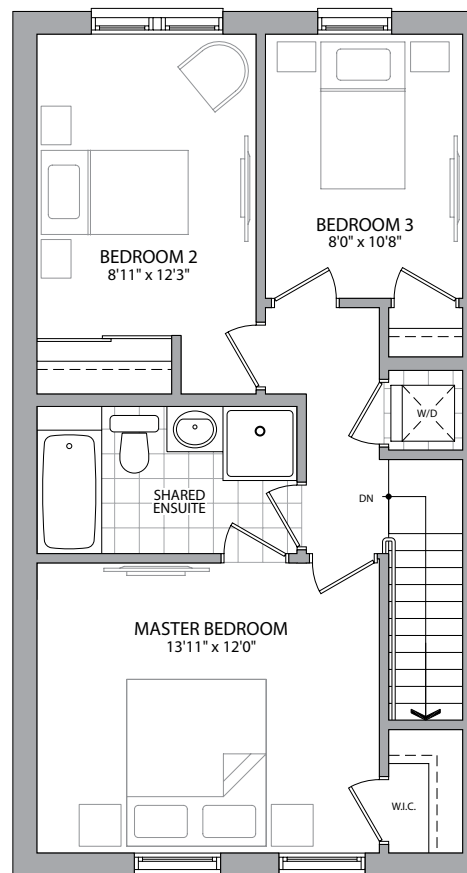 BEDROOM 3
8'0" x 10'8"
BEDROOM 2
8'11" x 12'3"
W/D
SHARED
ENSUITE
DN
MASTER BEDROOM
13'11" x 12'0"
W.I.C.